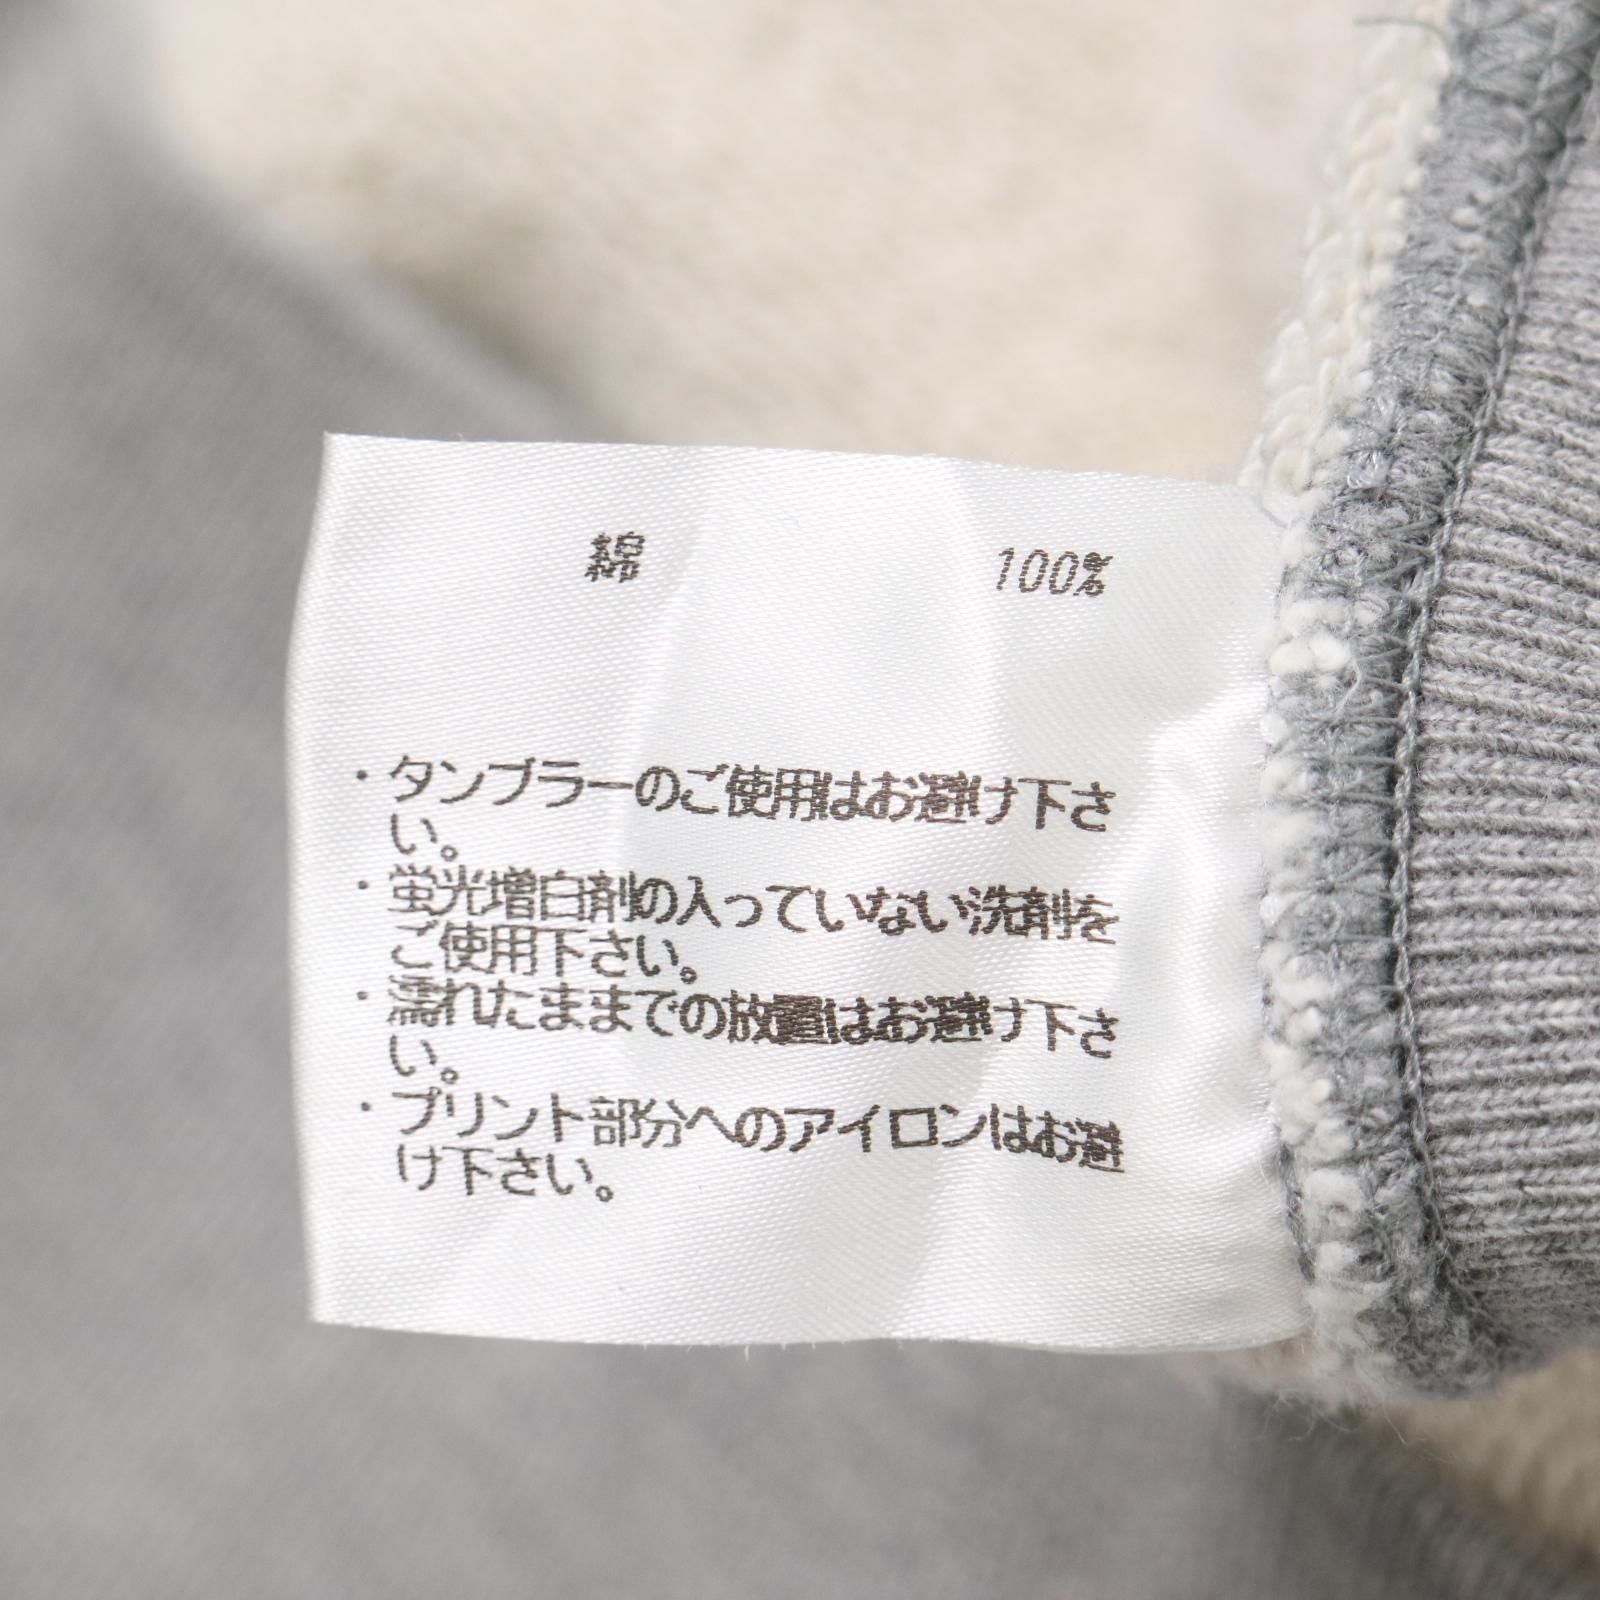 綿 100%
・タンブラーのご使用はお避け下さ
い。
・蛍光増白剤の入っていない洗剤を
ご使用下さい。
・濡れたままでの放置はお避け下さ
い。
・プリント部分へのアイロンはお避
け下さい。